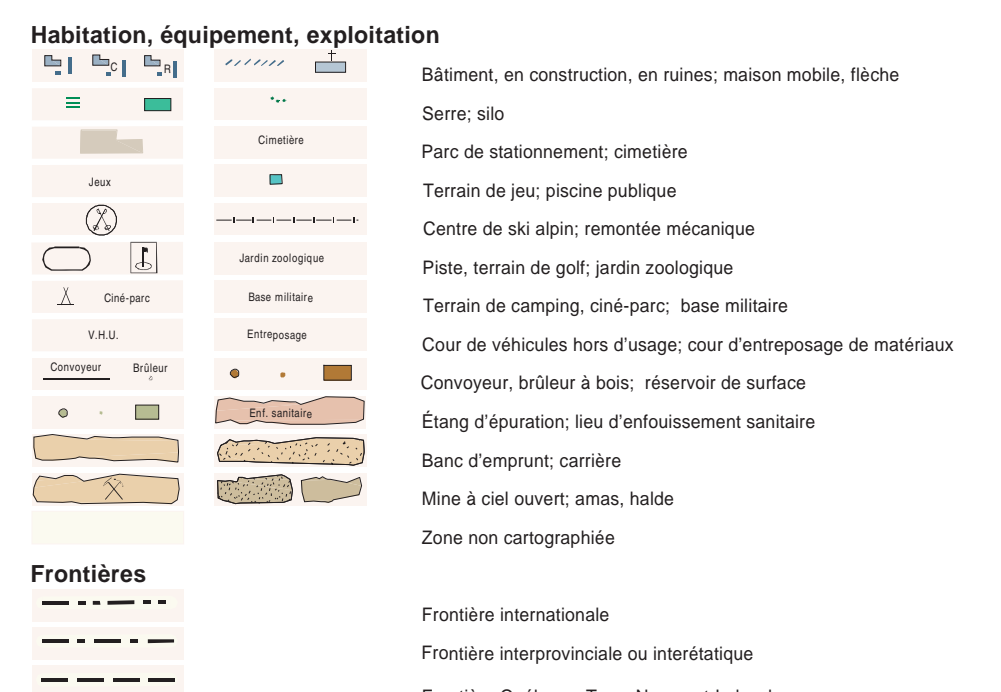 Habitation, équipement, exploitation
C R Bâtiment, en construction, en ruines; maison mobile, flèche
Serre; silo
Cimetière Parc de stationnement; cimetière
Jeux Terrain de jeu; piscine publique
Centre de ski alpin; remontée mécanique
Jardin zoologique Piste, terrain de golf; jardin zoologique
Ciné-parc Base militaire Terrain de camping, ciné-parc; base militaire
V.H.U. Entreposage Cour de véhicules hors d'usage; cour d'entreposage de matériaux
Convoyeur Brûleur Convoyeur, brûleur à bois; réservoir de surface
Enf. sanitaire Étang d'épuration; lieu d'enfouissement sanitaire
Banc d'emprunt; carrière
Mine à ciel ouvert; amas, halde
Zone non cartographiée
Frontières
Frontière internationale
Frontière interprovinciale ou interétatique